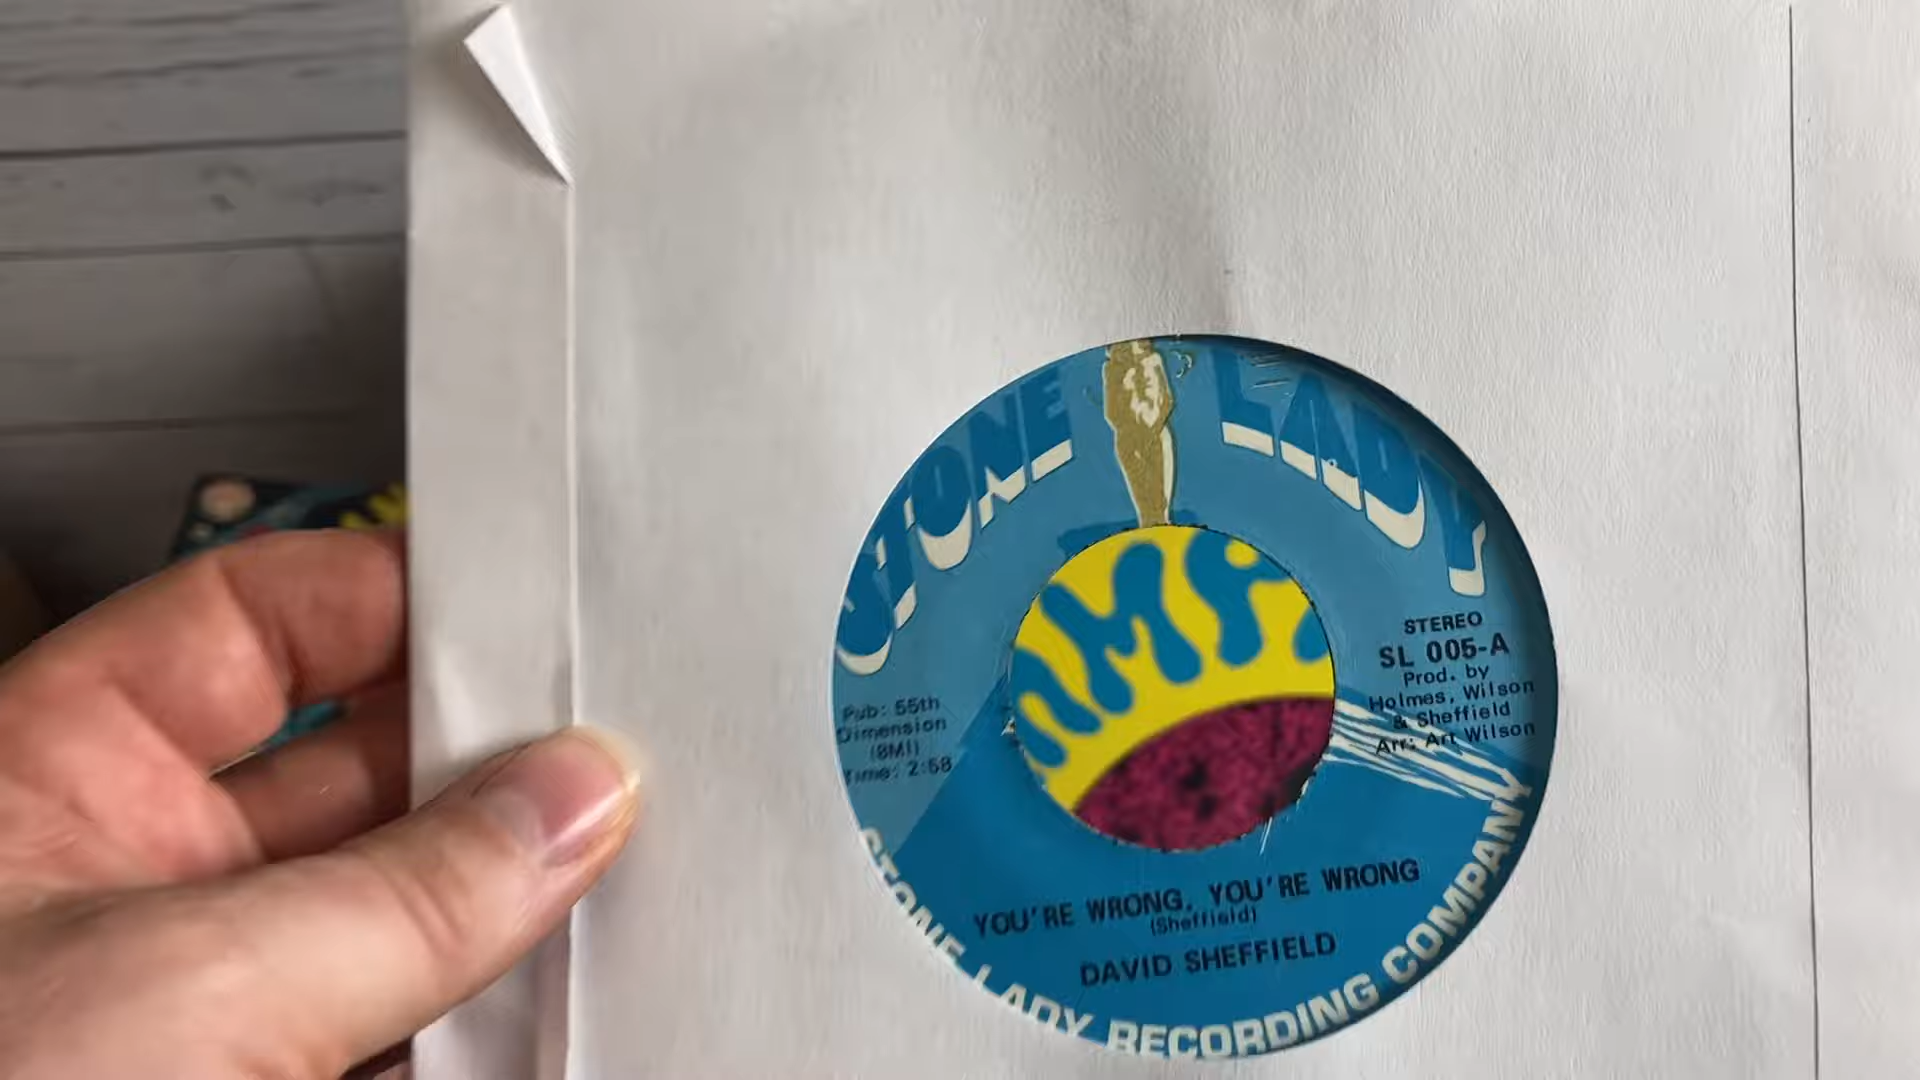 STONE LADY
STEREO
SL 005-A
Prod. by
Holmes, Wilson
& Sheffield
Arr: Art Wilson
Pub: 55th
Dimension
(BMI)
Time: 2:58
YOU'RE WRONG, YOU'RE WRONG
(Sheffield)
DAVID SHEFFIELD
STONE LADY RECORDING COMPANY